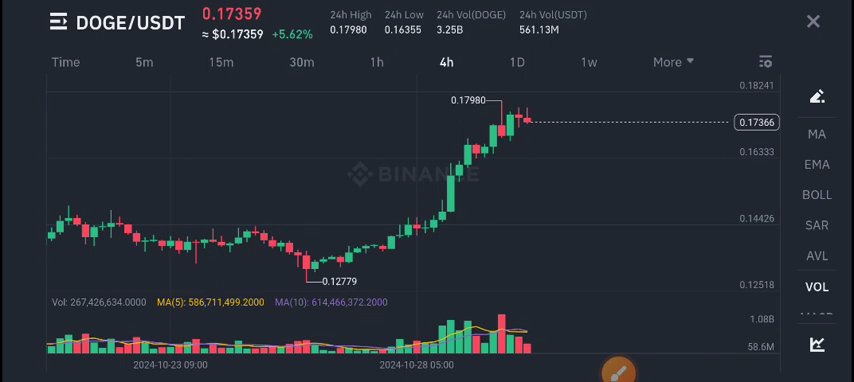 DOGE/USDT
0.17359
≈ $0.17359 +5.62%
24h High
0.17980
24h Low
0.16355
24h Vol(DOGE)
3.25B
24h Vol(USDT)
561.13M
Time 5m 15m 30m 1h 4h 1D 1w More
0.18241
0.17980
0.17366
0.16333
BINANCE
0.14426
0.12779
0.12518
Vol: 267,426,634.0000 MA(5): 586,711,499.2000 MA(10): 614,466,372.2000
1.08B
58.6M
2024-10-23 09:00 2024-10-28 05:00
MA
EMA
BOLL
SAR
AVL
VOL